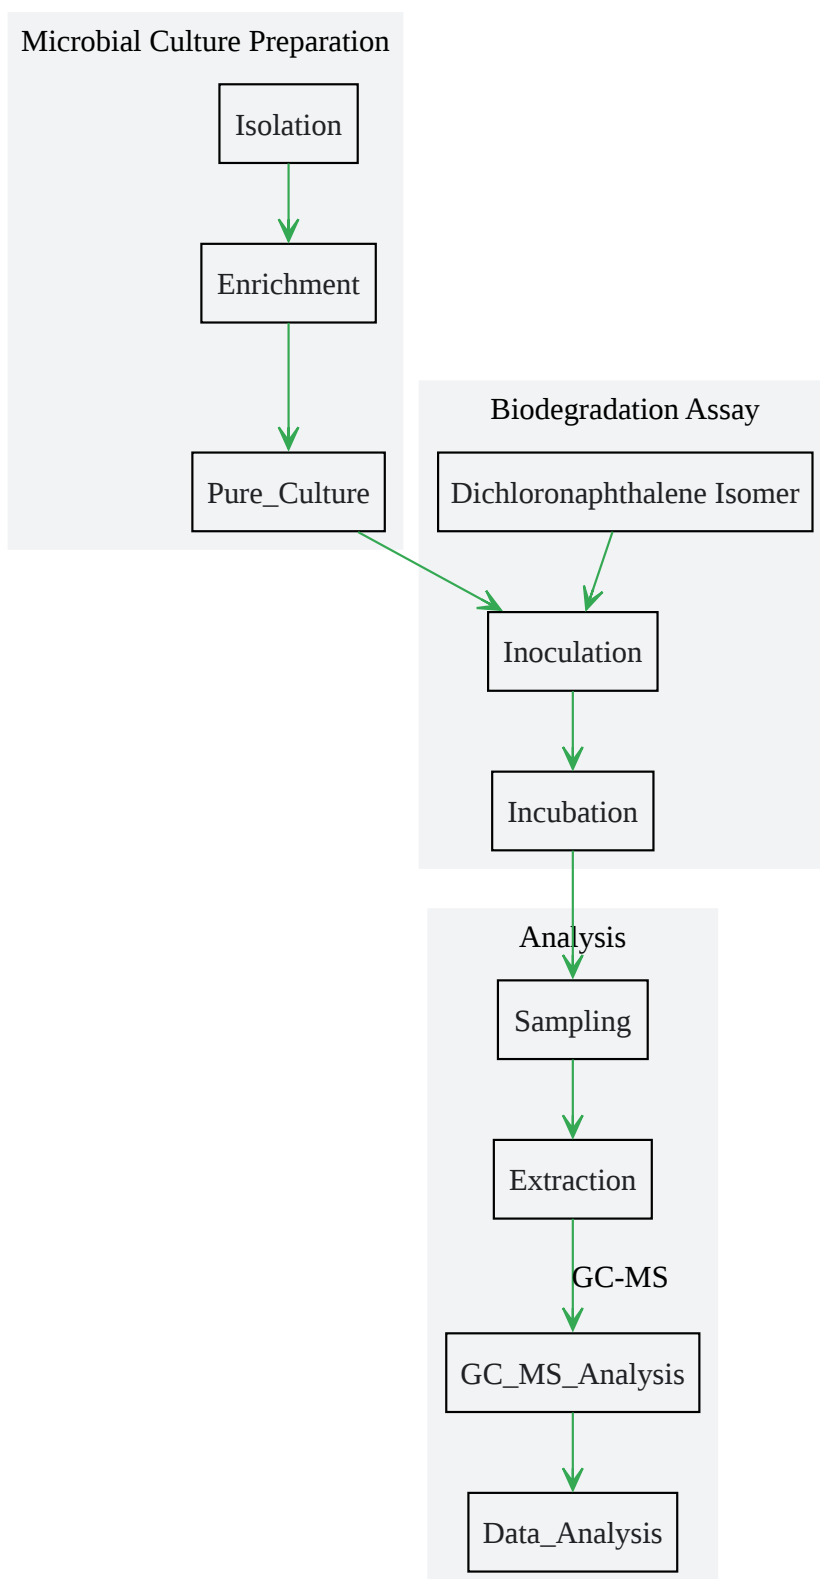 Microbial Culture Preparation
Isolation
Enrichment
Biodegradation Assay
Pure_Culture
Dichloronaphthalene Isomer
Inoculation
Incubation
Analysis
Sampling
Extraction
GC-MS
GC_MS_Analysis
Data_Analysis